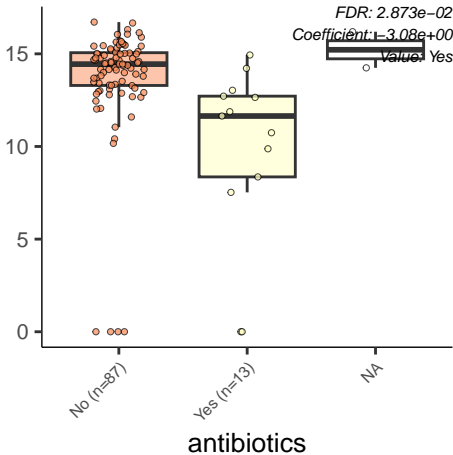 FDR: 2.873e−02
Coefficient: −3.08e+00
Value: Yes
15
10
5
0
No (n=87)
Yes (n=13)
NA
antibiotics